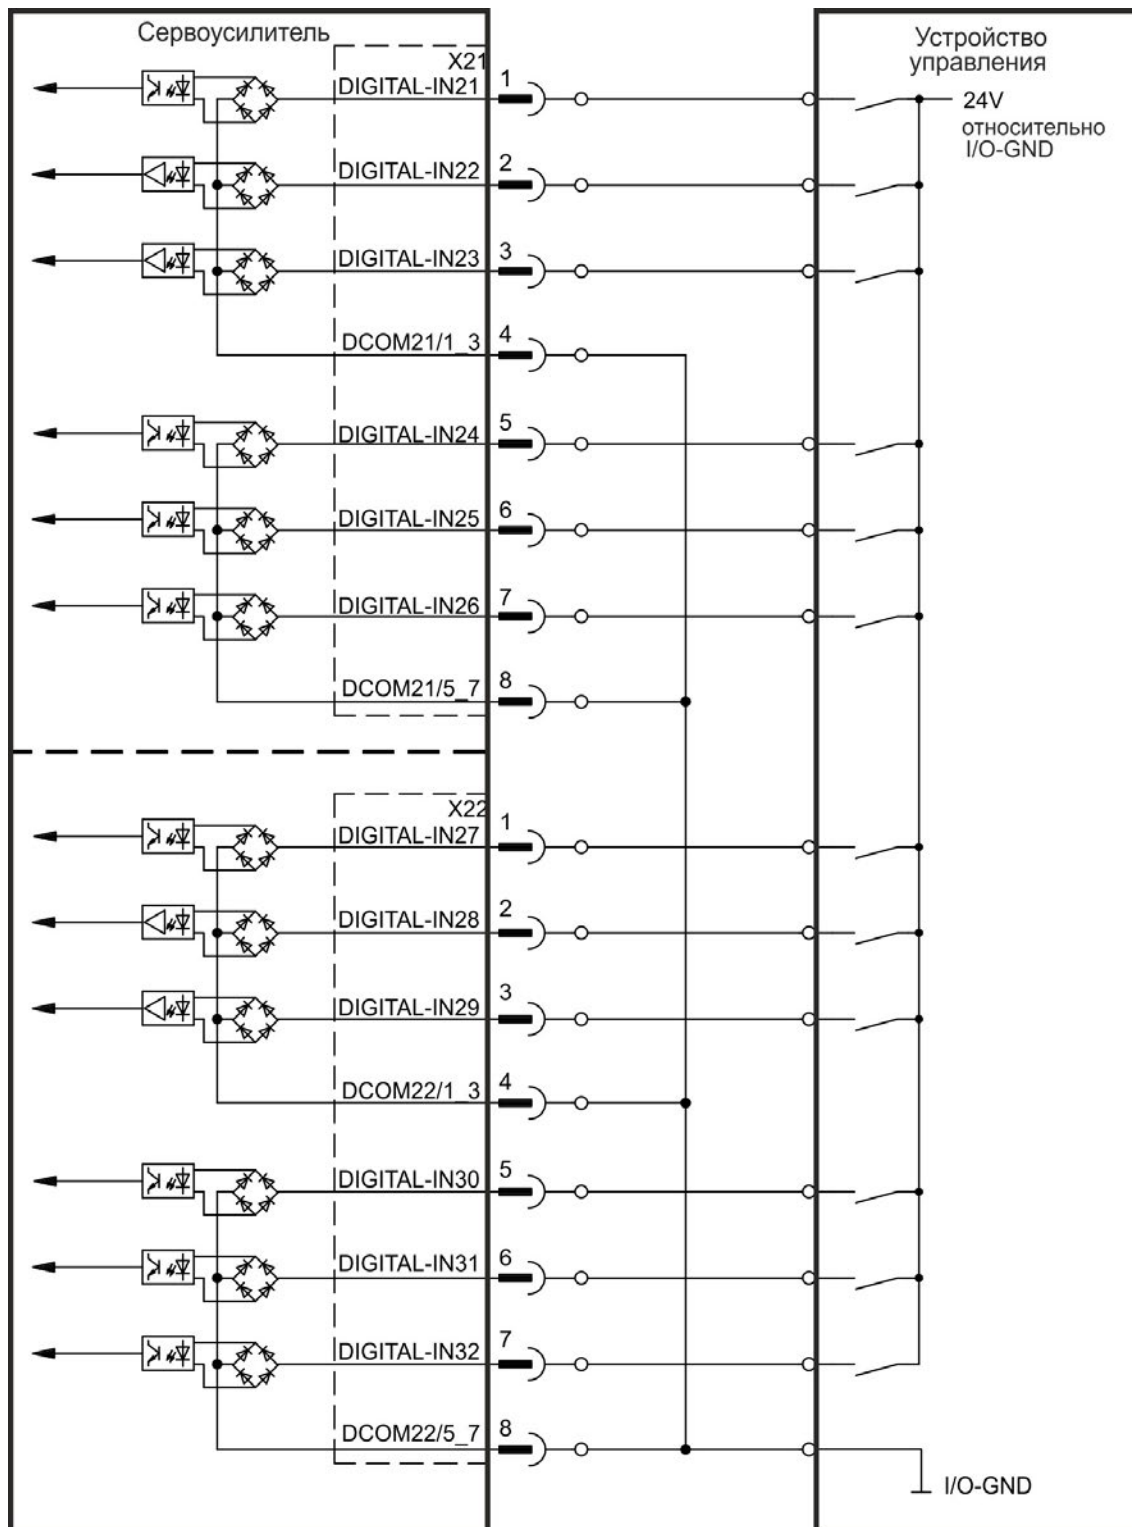 Сервоусилитель
Устройство
управления
X21
DIGITAL-IN21
1
24V
относительно
I/O-GND
DIGITAL-IN22
2
DIGITAL-IN23
3
DCOM21/1_3
4
DIGITAL-IN24
5
DIGITAL-IN25
6
DIGITAL-IN26
7
DCOM21/5_7
8
X22
DIGITAL-IN27
1
DIGITAL-IN28
2
DIGITAL-IN29
3
DCOM22/1_3
4
DIGITAL-IN30
5
DIGITAL-IN31
6
DIGITAL-IN32
7
DCOM22/5_7
8
I/O-GND